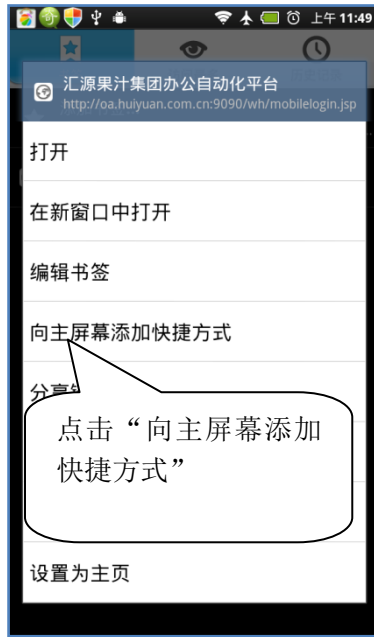 上午 11:49
汇源果汁集团办公自动化平台
http://oa.huiyuan.com.cn:9090/wh/mobilelogin.jsp
打开
在新窗口中打开
编辑书签
向主屏幕添加快捷方式
分享
点击“向主屏幕添加
快捷方式”
设置为主页